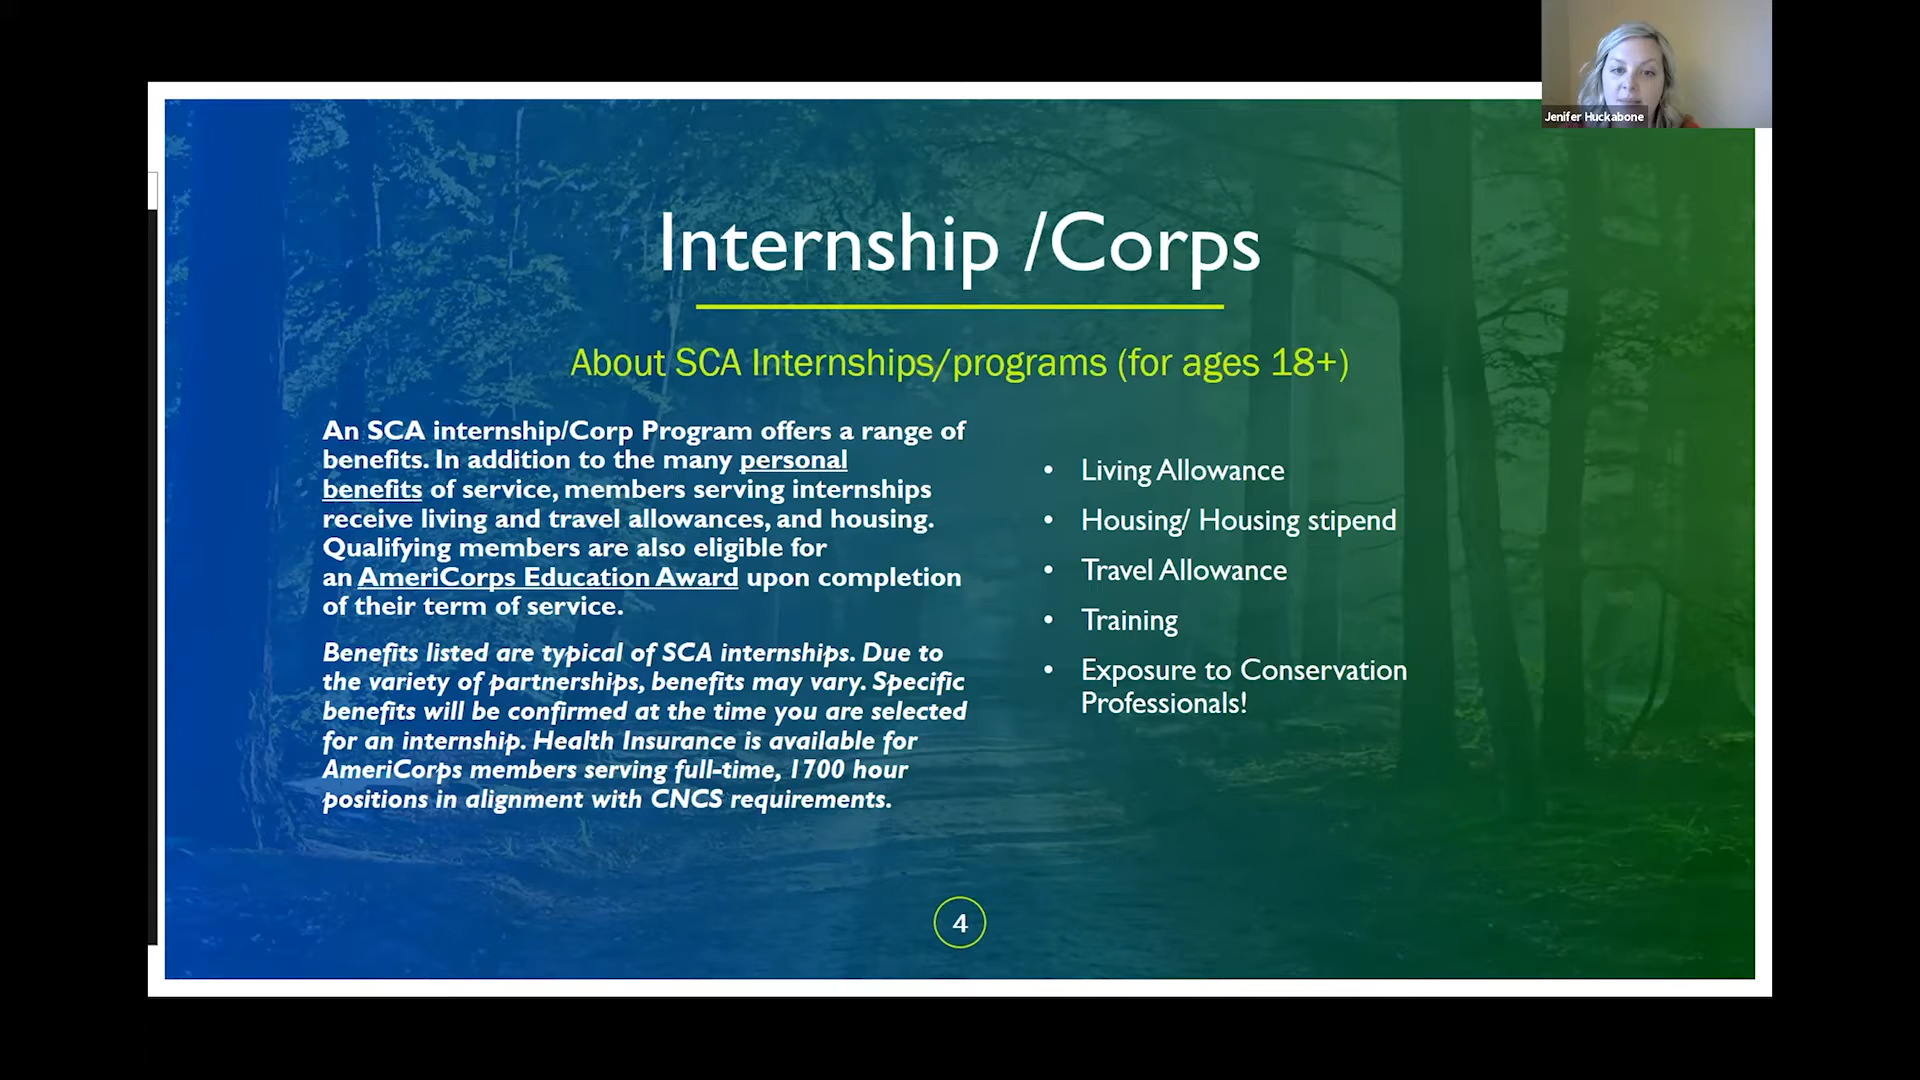 Jenifer Huckabone
Internship /Corps
About SCA Internships/programs (for ages 18+)
An SCA internship/Corp Program offers a range of
benefits. In addition to the many personal
benefits of service, members serving internships
receive living and travel allowances, and housing.
Qualifying members are also eligible for
an AmeriCorps Education Award upon completion
of their term of service.
Benefits listed are typical of SCA internships. Due to
the variety of partnerships, benefits may vary. Specific
benefits will be confirmed at the time you are selected
for an internship. Health Insurance is available for
AmeriCorps members serving full-time, 1700 hour
positions in alignment with CNCS requirements.
• Living Allowance
• Housing/ Housing stipend
• Travel Allowance
• Training
• Exposure to Conservation
Professionals!
4